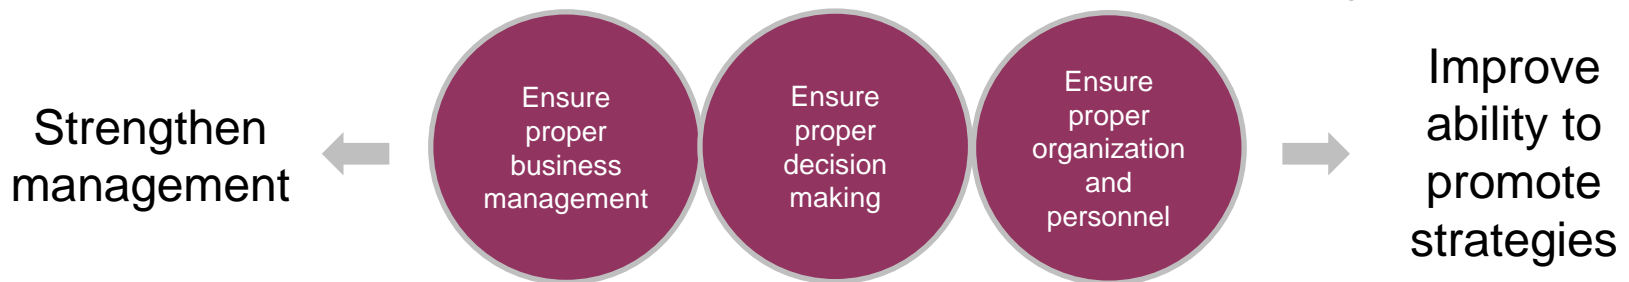 Strengthen
management
Ensure
proper
business
management
Ensure
proper
decision
making
Ensure
proper
organization
and
personnel
Improve
ability to
promote
strategies